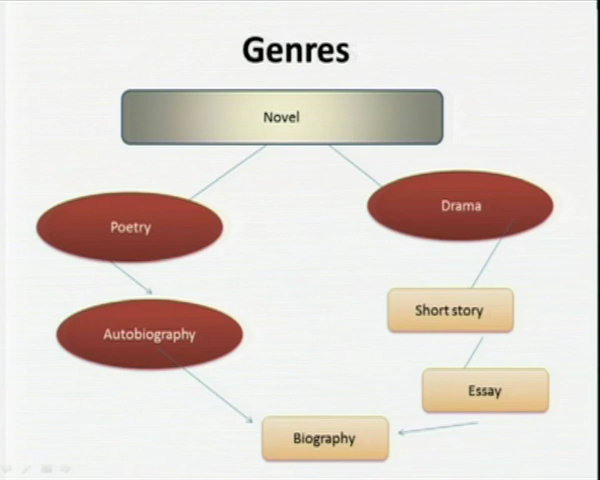 Genres
Novel
Poetry
Drama
Autobiography
Short story
Essay
Biography